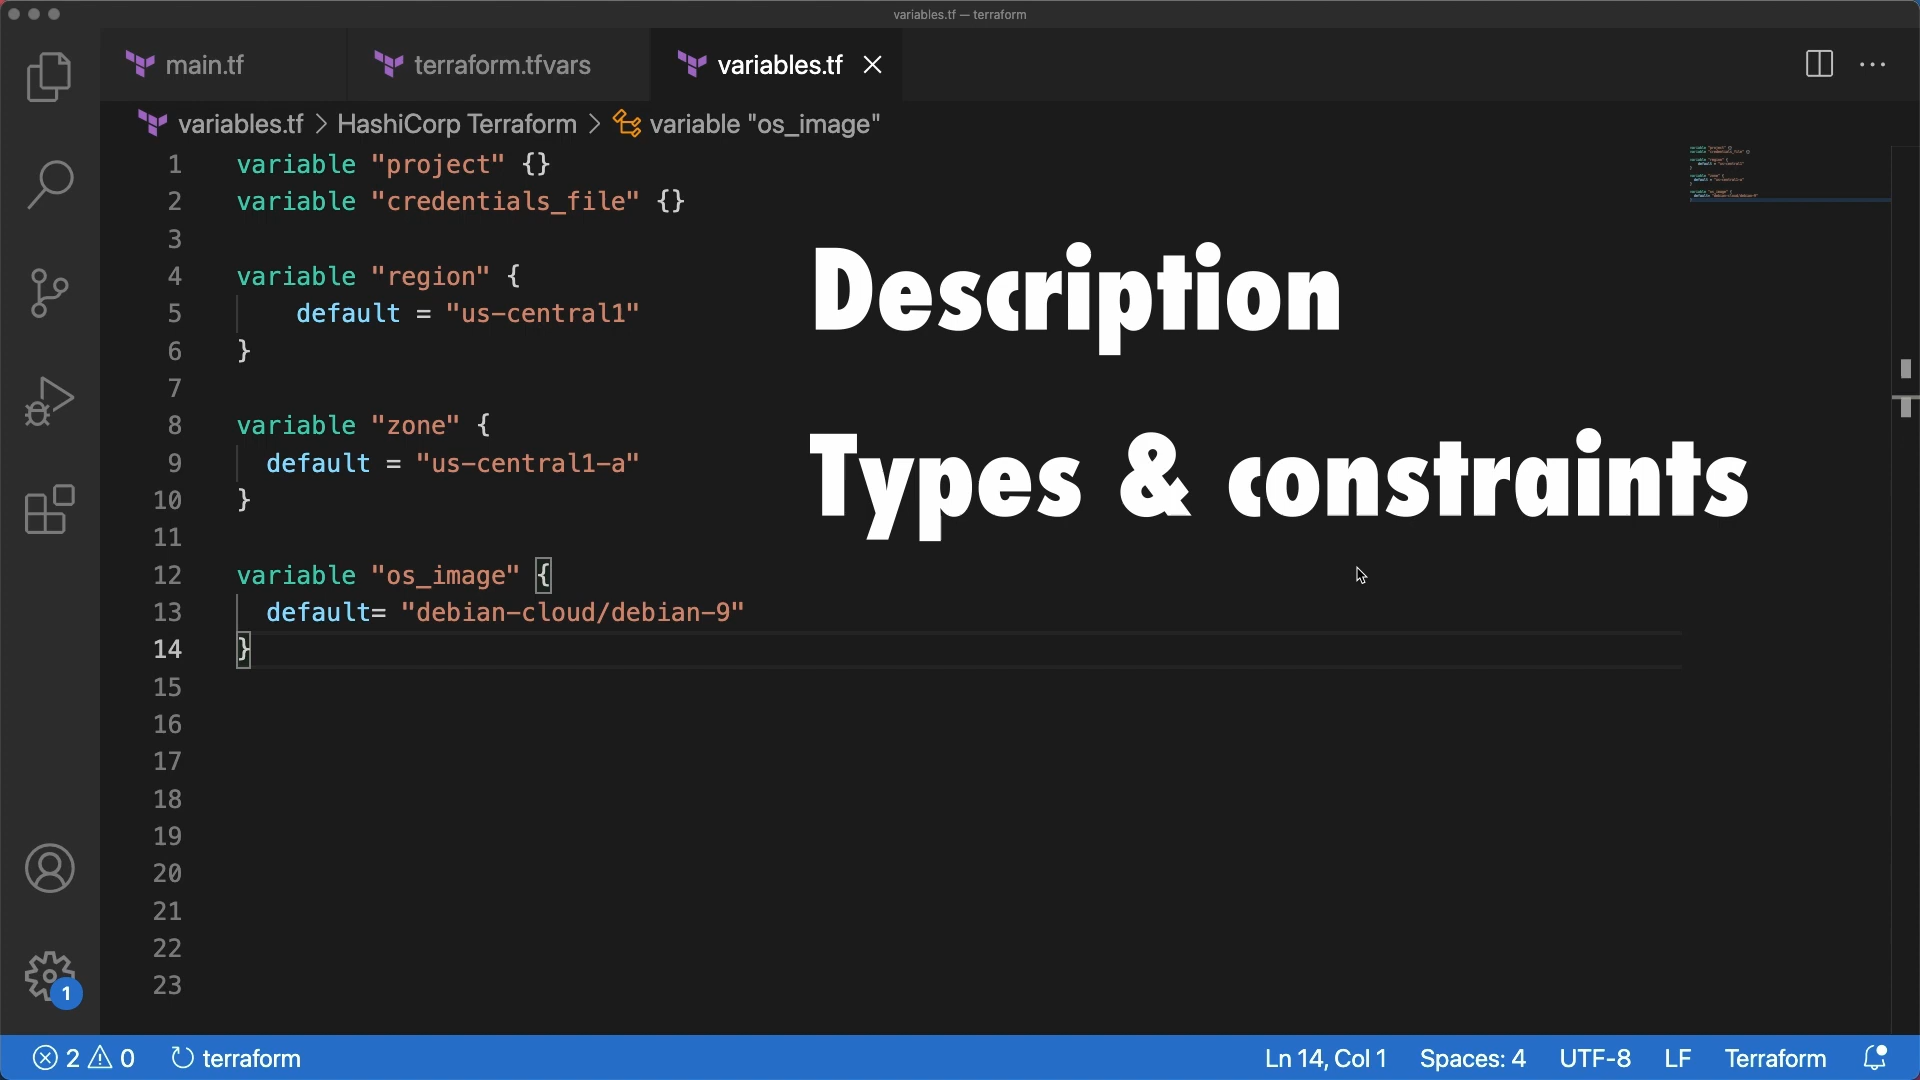 variables.tf — terraform
main.tf
terraform.tfvars
variables.tf
variables.tf > HashiCorp Terraform > variable "os_image"
1 variable "project" {}
2 variable "credentials_file" {}
3
4 variable "region" {
5 default = "us-central1"
6 }
7
8 variable "zone" {
9 default = "us-central1-a"
10 }
11
12 variable "os_image" {
13 default= "debian-cloud/debian-9"
14 }
15
16
17
18
19
20
21
22
23
Description
Types & constraints
1
2 0 terraform
Ln 14, Col 1 Spaces: 4 UTF-8 LF Terraform